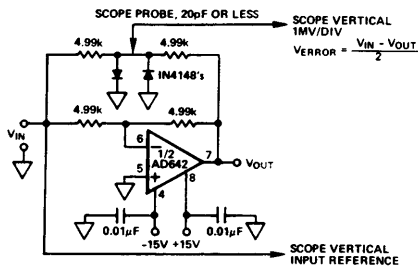 SCOPE PROBE, 20pF OR LESS
SCOPE VERTICAL
1MV/DIV
VERROR = VIN - VOUT
2
4.99k
4.99k
IN4148's
4.99k
4.99k
VIN
6
7
1/2
AD642
5
8
4
VOUT
0.01μF
-15V
+15V
0.01μF
SCOPE VERTICAL
INPUT REFERENCE